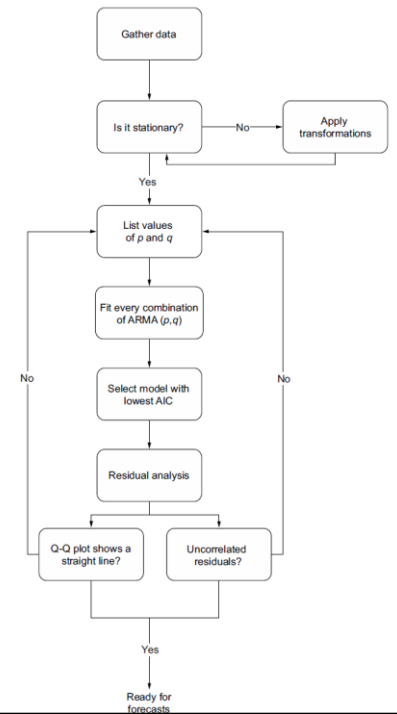 Gather data
Is it stationary?
No
Apply
transformations
Yes
List values
of p and q
Fit every combination
of ARMA (p,q)
Select model with
lowest AIC
No
No
Residual analysis
Q-Q plot shows a
straight line?
Uncorrelated
residuals?
Yes
Ready for
forecasts